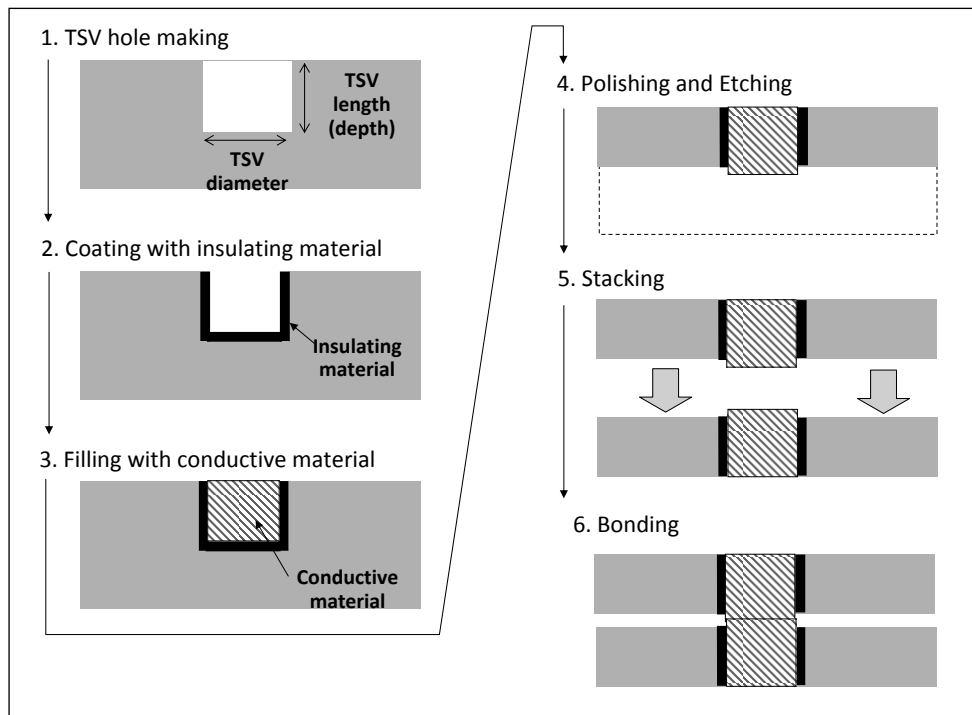 1. TSV hole making
TSV
length
(depth)
TSV
diameter
2. Coating with insulating material
Insulating
material
3. Filling with conductive material
Conductive
material
4. Polishing and Etching
5. Stacking
6. Bonding